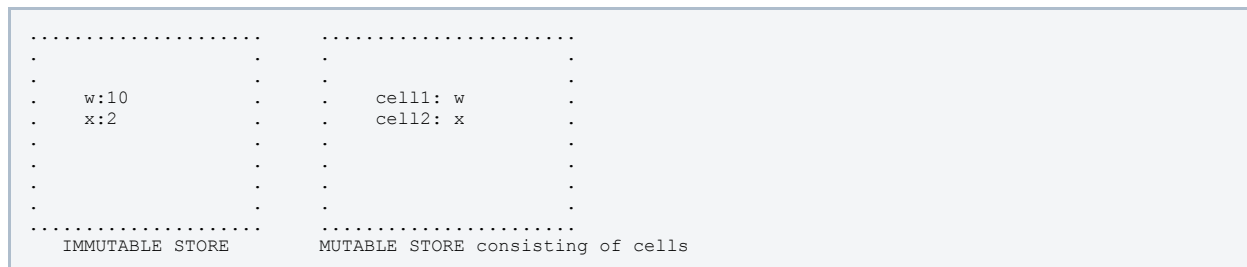 .....................     .......................
.                   .     .                     .
.                   .     .                     .
.    w:10           .     .    cell1: w         .
.    x:2            .     .    cell2: x         .
.                   .     .                     .
.                   .     .                     .
.                   .     .                     .
.                   .     .                     .
.....................     .......................
   IMMUTABLE STORE        MUTABLE STORE consisting of cells